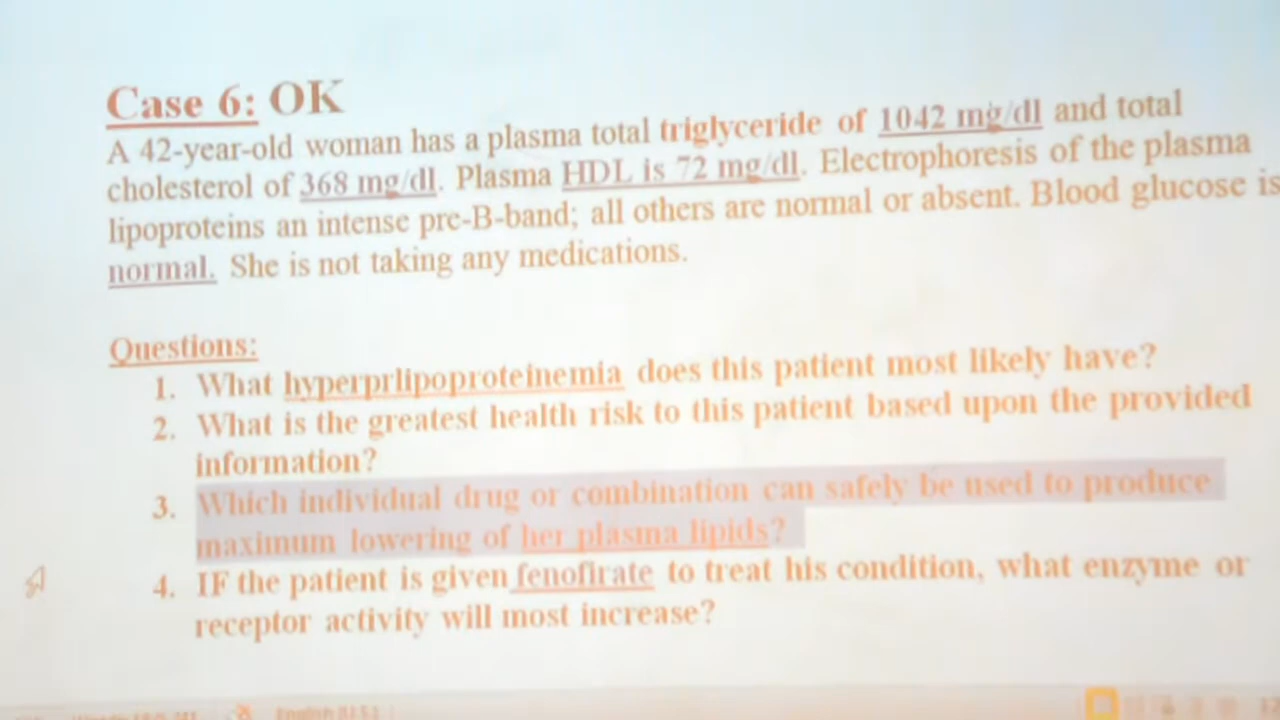 Case 6: OK
A 42-year-old woman has a plasma total triglyceride of 1042 mg/dl and total
cholesterol of 368 mg/dl. Plasma HDL is 72 mg/dl. Electrophoresis of the plasma
lipoproteins an intense pre-B-band; all others are normal or absent. Blood glucose is
normal. She is not taking any medications.
Questions:
1. What hyperprlipoproteinemia does this patient most likely have?
2. What is the greatest health risk to this patient based upon the provided
information?
3. Which individual drug or combination can safely be used to produce
maximum lowering of her plasma lipids?
4. IF the patient is given fenofirate to treat his condition, what enzyme or
receptor activity will most increase?
English (U.S.)